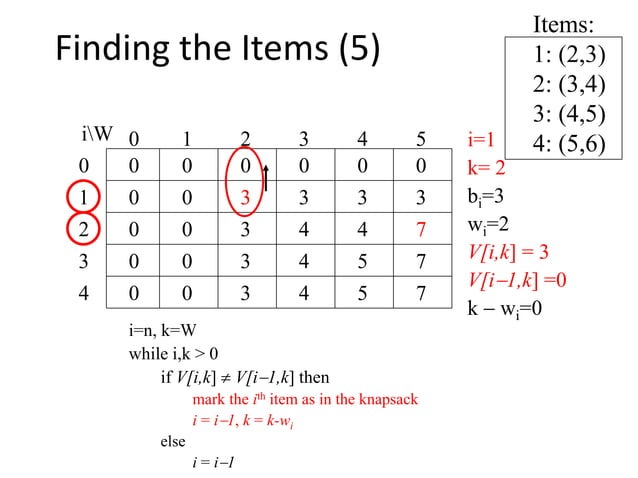 Finding the Items (5)
Items:
1: (2,3)
2: (3,4)
3: (4,5)
4: (5,6)
i\W 0 1 2 3 4 5
0 0 0 0 0 0 0
1 0 0 3 3 3 3
2 0 0 3 4 4 7
3 0 0 3 4 5 7
4 0 0 3 4 5 7
i=1
k= 2
bi=3
wi=2
V[i,k] = 3
V[i−1,k] =0
k − wi=0
i=n, k=W
while i,k > 0
if V[i,k] ≠ V[i−1,k] then
mark the ith item as in the knapsack
i = i−1, k = k-wi
else
i = i−1